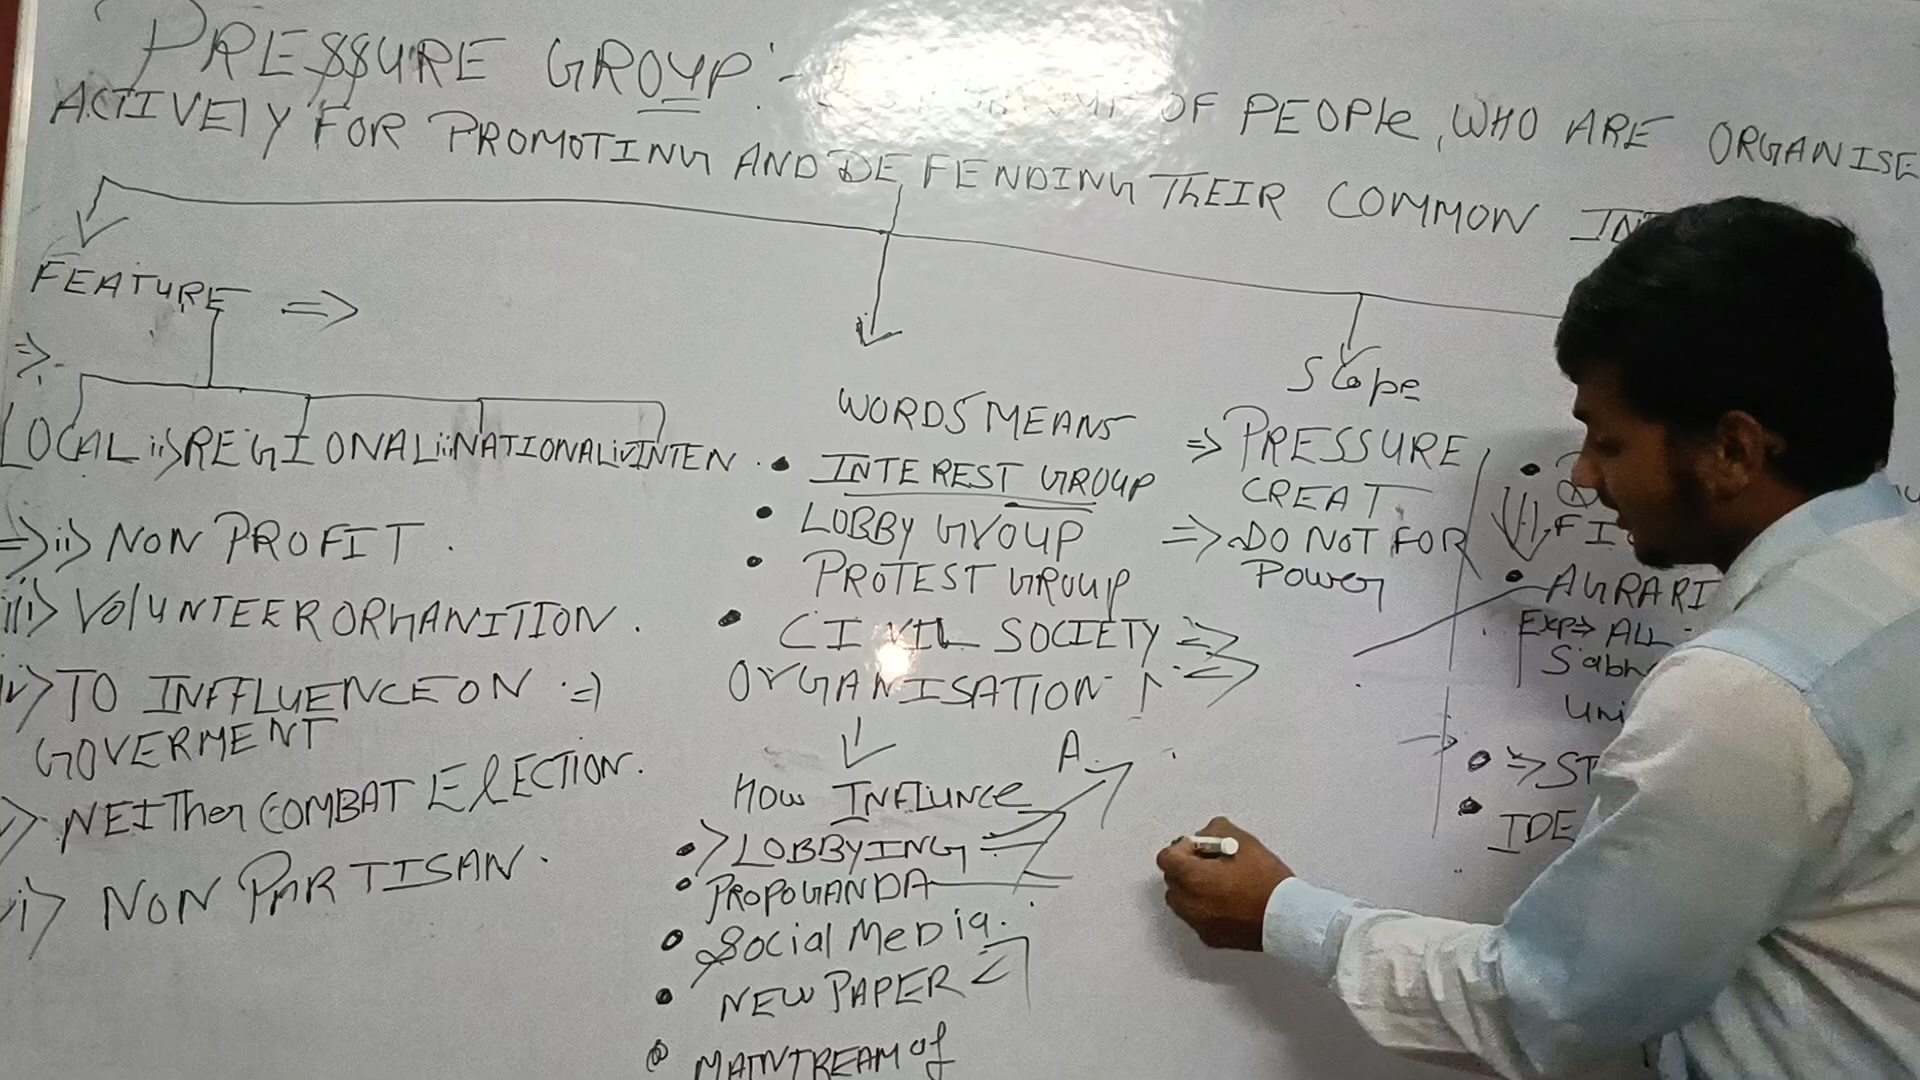 PRESSURE GROUP:- OF PEOPle, WHO ARE ORGANISE
ACTIVElY FOR PROMOTING AND DEFENDING ThEIR COMMON
FEATURE =>
=>
LOCAL ii> REGIONAL iii NATIONAL iv INTEN
=> ii> NON PROFIT.
iii> VOlUNTEER ORGANITION.
iv> TO INFFLUENCE ON =>
GOVERMENT
v> NEITher COMBAT ElECTION.
vi> NON PARTISAN.
WORDS MEANS
• INTEREST GROUP
• LOBBY GROUP
• PROTEST GROUP
• CIVIL SOCIETY =>
OrGANISATION =>
How INFlUNCe
A.
• > LOBBYING =>
• PROPOGANDA
• Social MeDia.
• NEW PAPER
• MAINTREAM of
Scope
=> PRESSURE
CREAT
=> DO NOT FOR
Power
• AGRARI
Exp=> ALL
Sabh
Uni
• => ST
• IDE